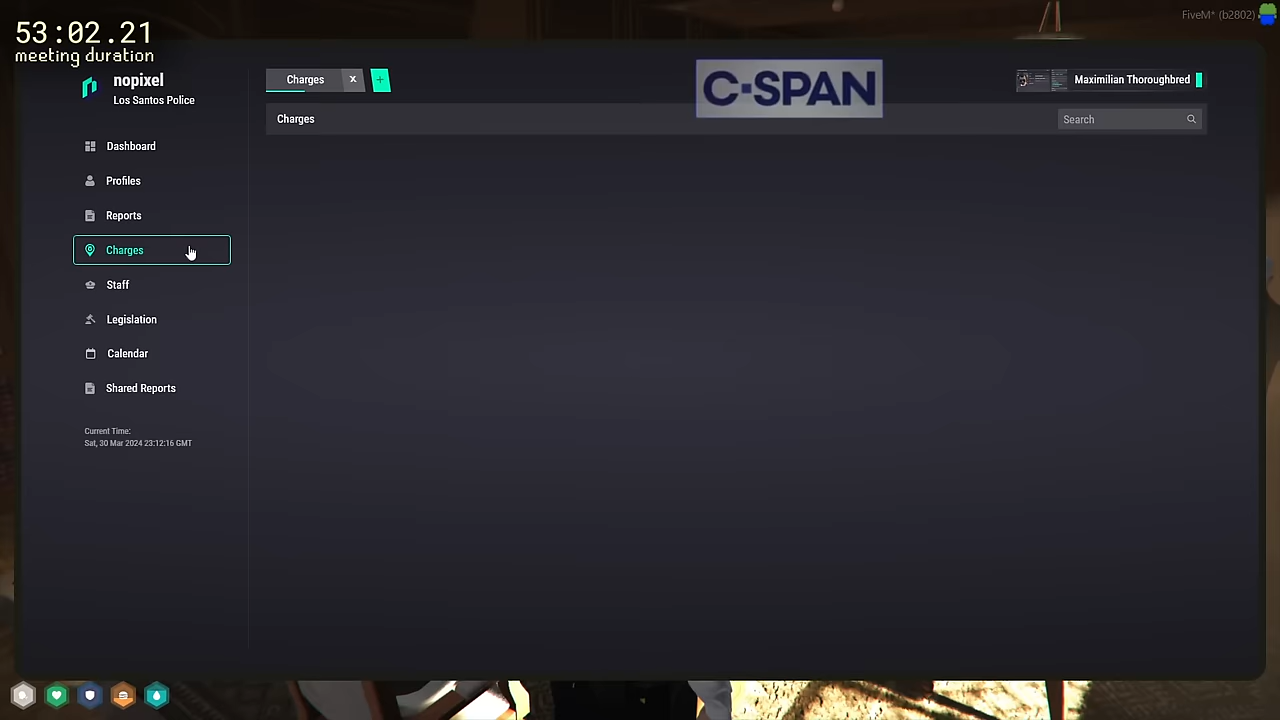 53:02.21
meeting duration
FiveM* (b2802)
nopixel
Los Santos Police
Charges x +
C-SPAN
Maximilian Thoroughbred
Charges
Search
Dashboard
Profiles
Reports
Charges
Staff
Legislation
Calendar
Shared Reports
Current Time:
Sat, 30 Mar 2024 23:12:16 GMT